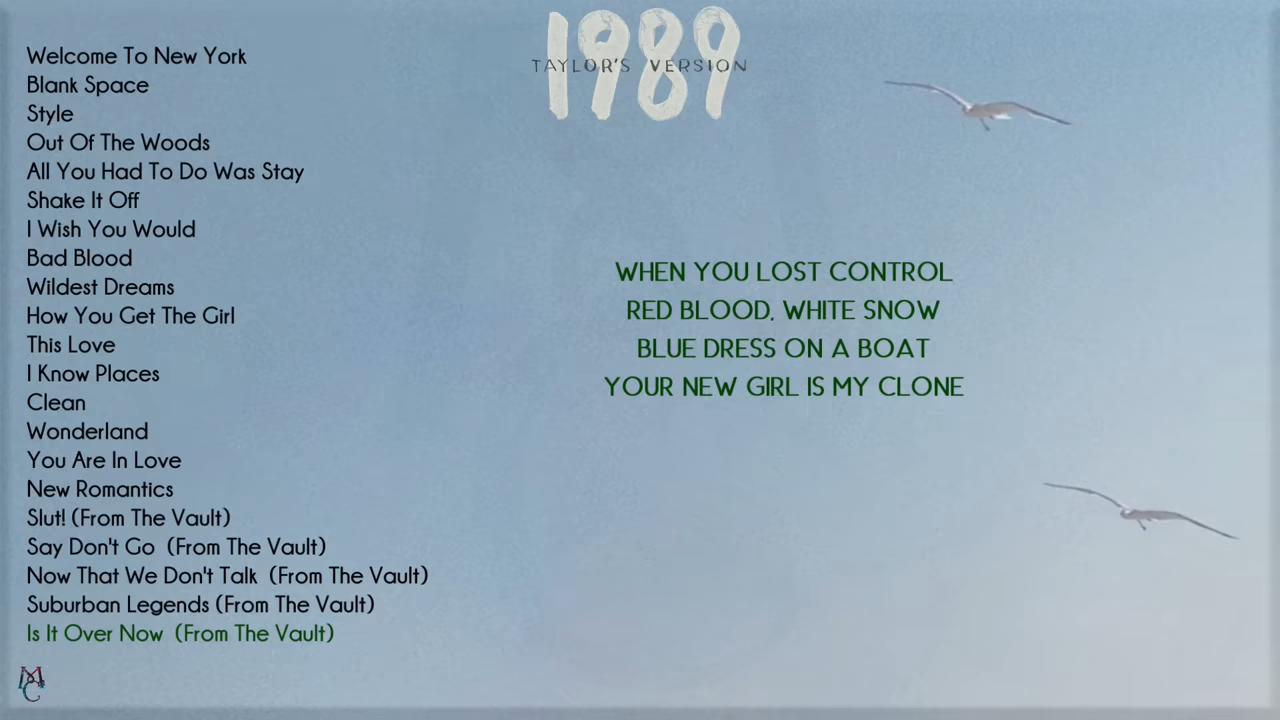 1989
TAYLOR'S VERSION
Welcome To New York
Blank Space
Style
Out Of The Woods
All You Had To Do Was Stay
Shake It Off
I Wish You Would
Bad Blood
Wildest Dreams
How You Get The Girl
This Love
I Know Places
Clean
Wonderland
You Are In Love
New Romantics
Slut! (From The Vault)
Say Don't Go (From The Vault)
Now That We Don't Talk (From The Vault)
Suburban Legends (From The Vault)
Is It Over Now (From The Vault)
WHEN YOU LOST CONTROL
RED BLOOD, WHITE SNOW
BLUE DRESS ON A BOAT
YOUR NEW GIRL IS MY CLONE
MC